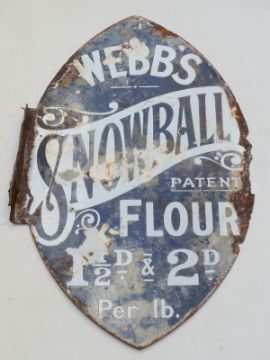 WEBB'S
SNOWBALL
PATENT
FLOUR
1½D & 2D
Per lb.